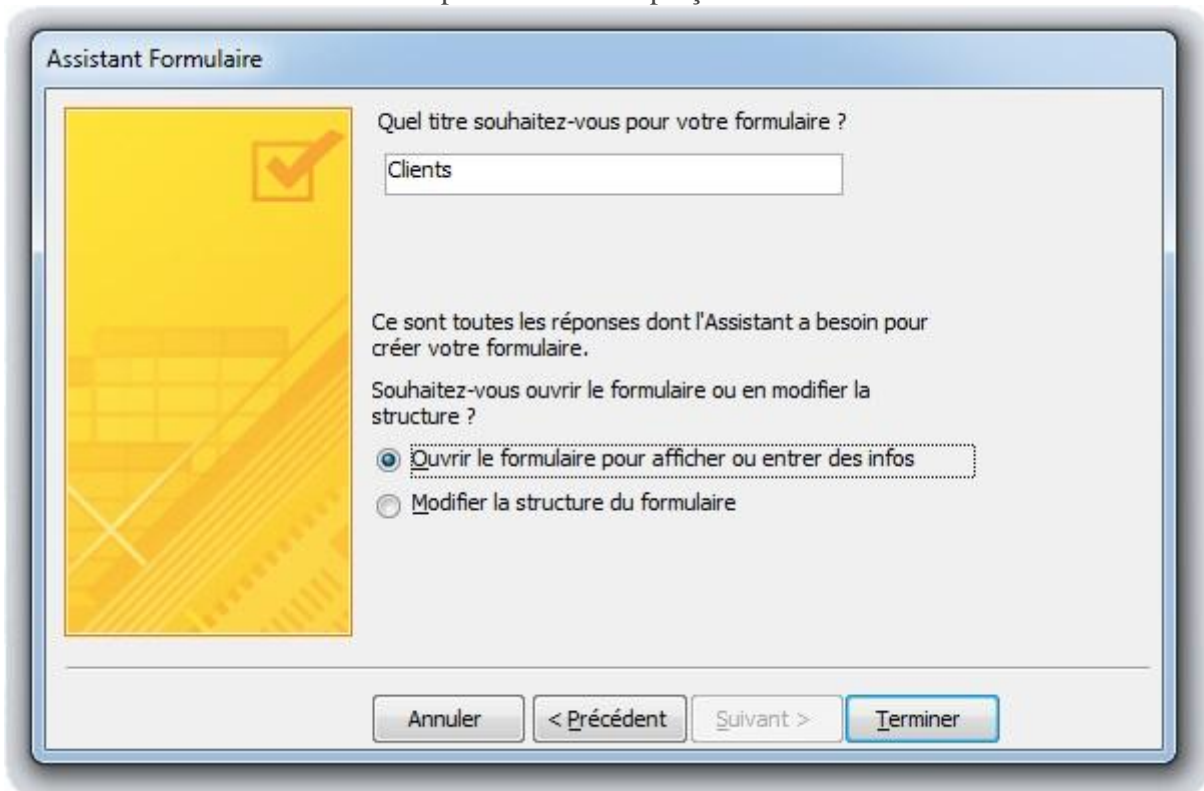 Assistant Formulaire
Quel titre souhaitez-vous pour votre formulaire ?
Clients
Ce sont toutes les réponses dont l'Assistant a besoin pour
créer votre formulaire.
Souhaitez-vous ouvrir le formulaire ou en modifier la
structure ?
Ouvrir le formulaire pour afficher ou entrer des infos
Modifier la structure du formulaire
Annuler
< Précédent
Suivant >
Terminer